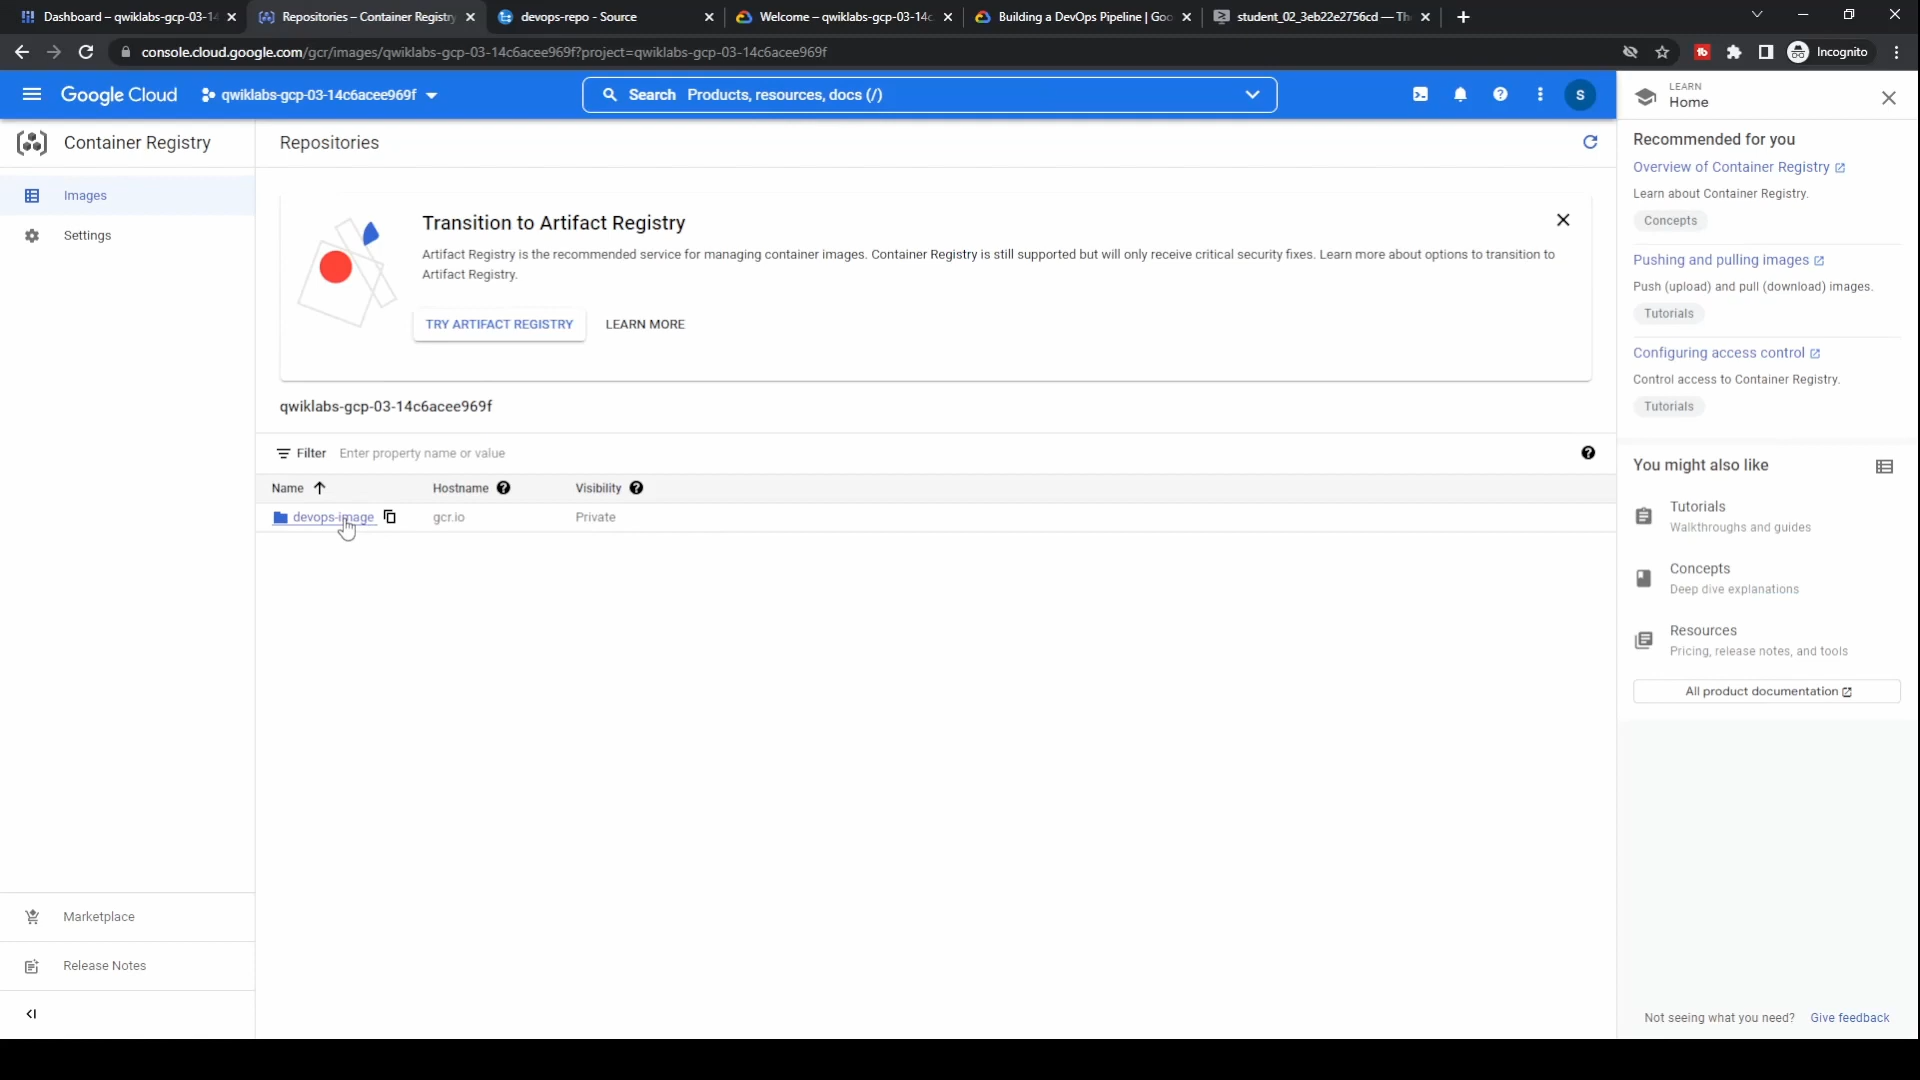 Dashboard – qwiklabs-gcp-03-14
Repositories – Container Registry
devops-repo - Source
Welcome – qwiklabs-gcp-03-14c
Building a DevOps Pipeline | Goo
student_02_3eb22e2756cd — Th
console.cloud.google.com/gcr/images/qwiklabs-gcp-03-14c6acee969f?project=qwiklabs-gcp-03-14c6acee969f
Incognito
Google Cloud
qwiklabs-gcp-03-14c6acee969f
Search Products, resources, docs (/)
S
LEARN
Home
Container Registry
Images
Settings
Marketplace
Release Notes
Repositories
Transition to Artifact Registry
Artifact Registry is the recommended service for managing container images. Container Registry is still supported but will only receive critical security fixes. Learn more about options to transition to
Artifact Registry.
TRY ARTIFACT REGISTRY LEARN MORE
qwiklabs-gcp-03-14c6acee969f
Filter Enter property name or value
Name Hostname Visibility
devops-image gcr.io Private
Recommended for you
Overview of Container Registry
Learn about Container Registry.
Concepts
Pushing and pulling images
Push (upload) and pull (download) images.
Tutorials
Configuring access control
Control access to Container Registry.
Tutorials
You might also like
Tutorials
Walkthroughs and guides
Concepts
Deep dive explanations
Resources
Pricing, release notes, and tools
All product documentation
Not seeing what you need? Give feedback